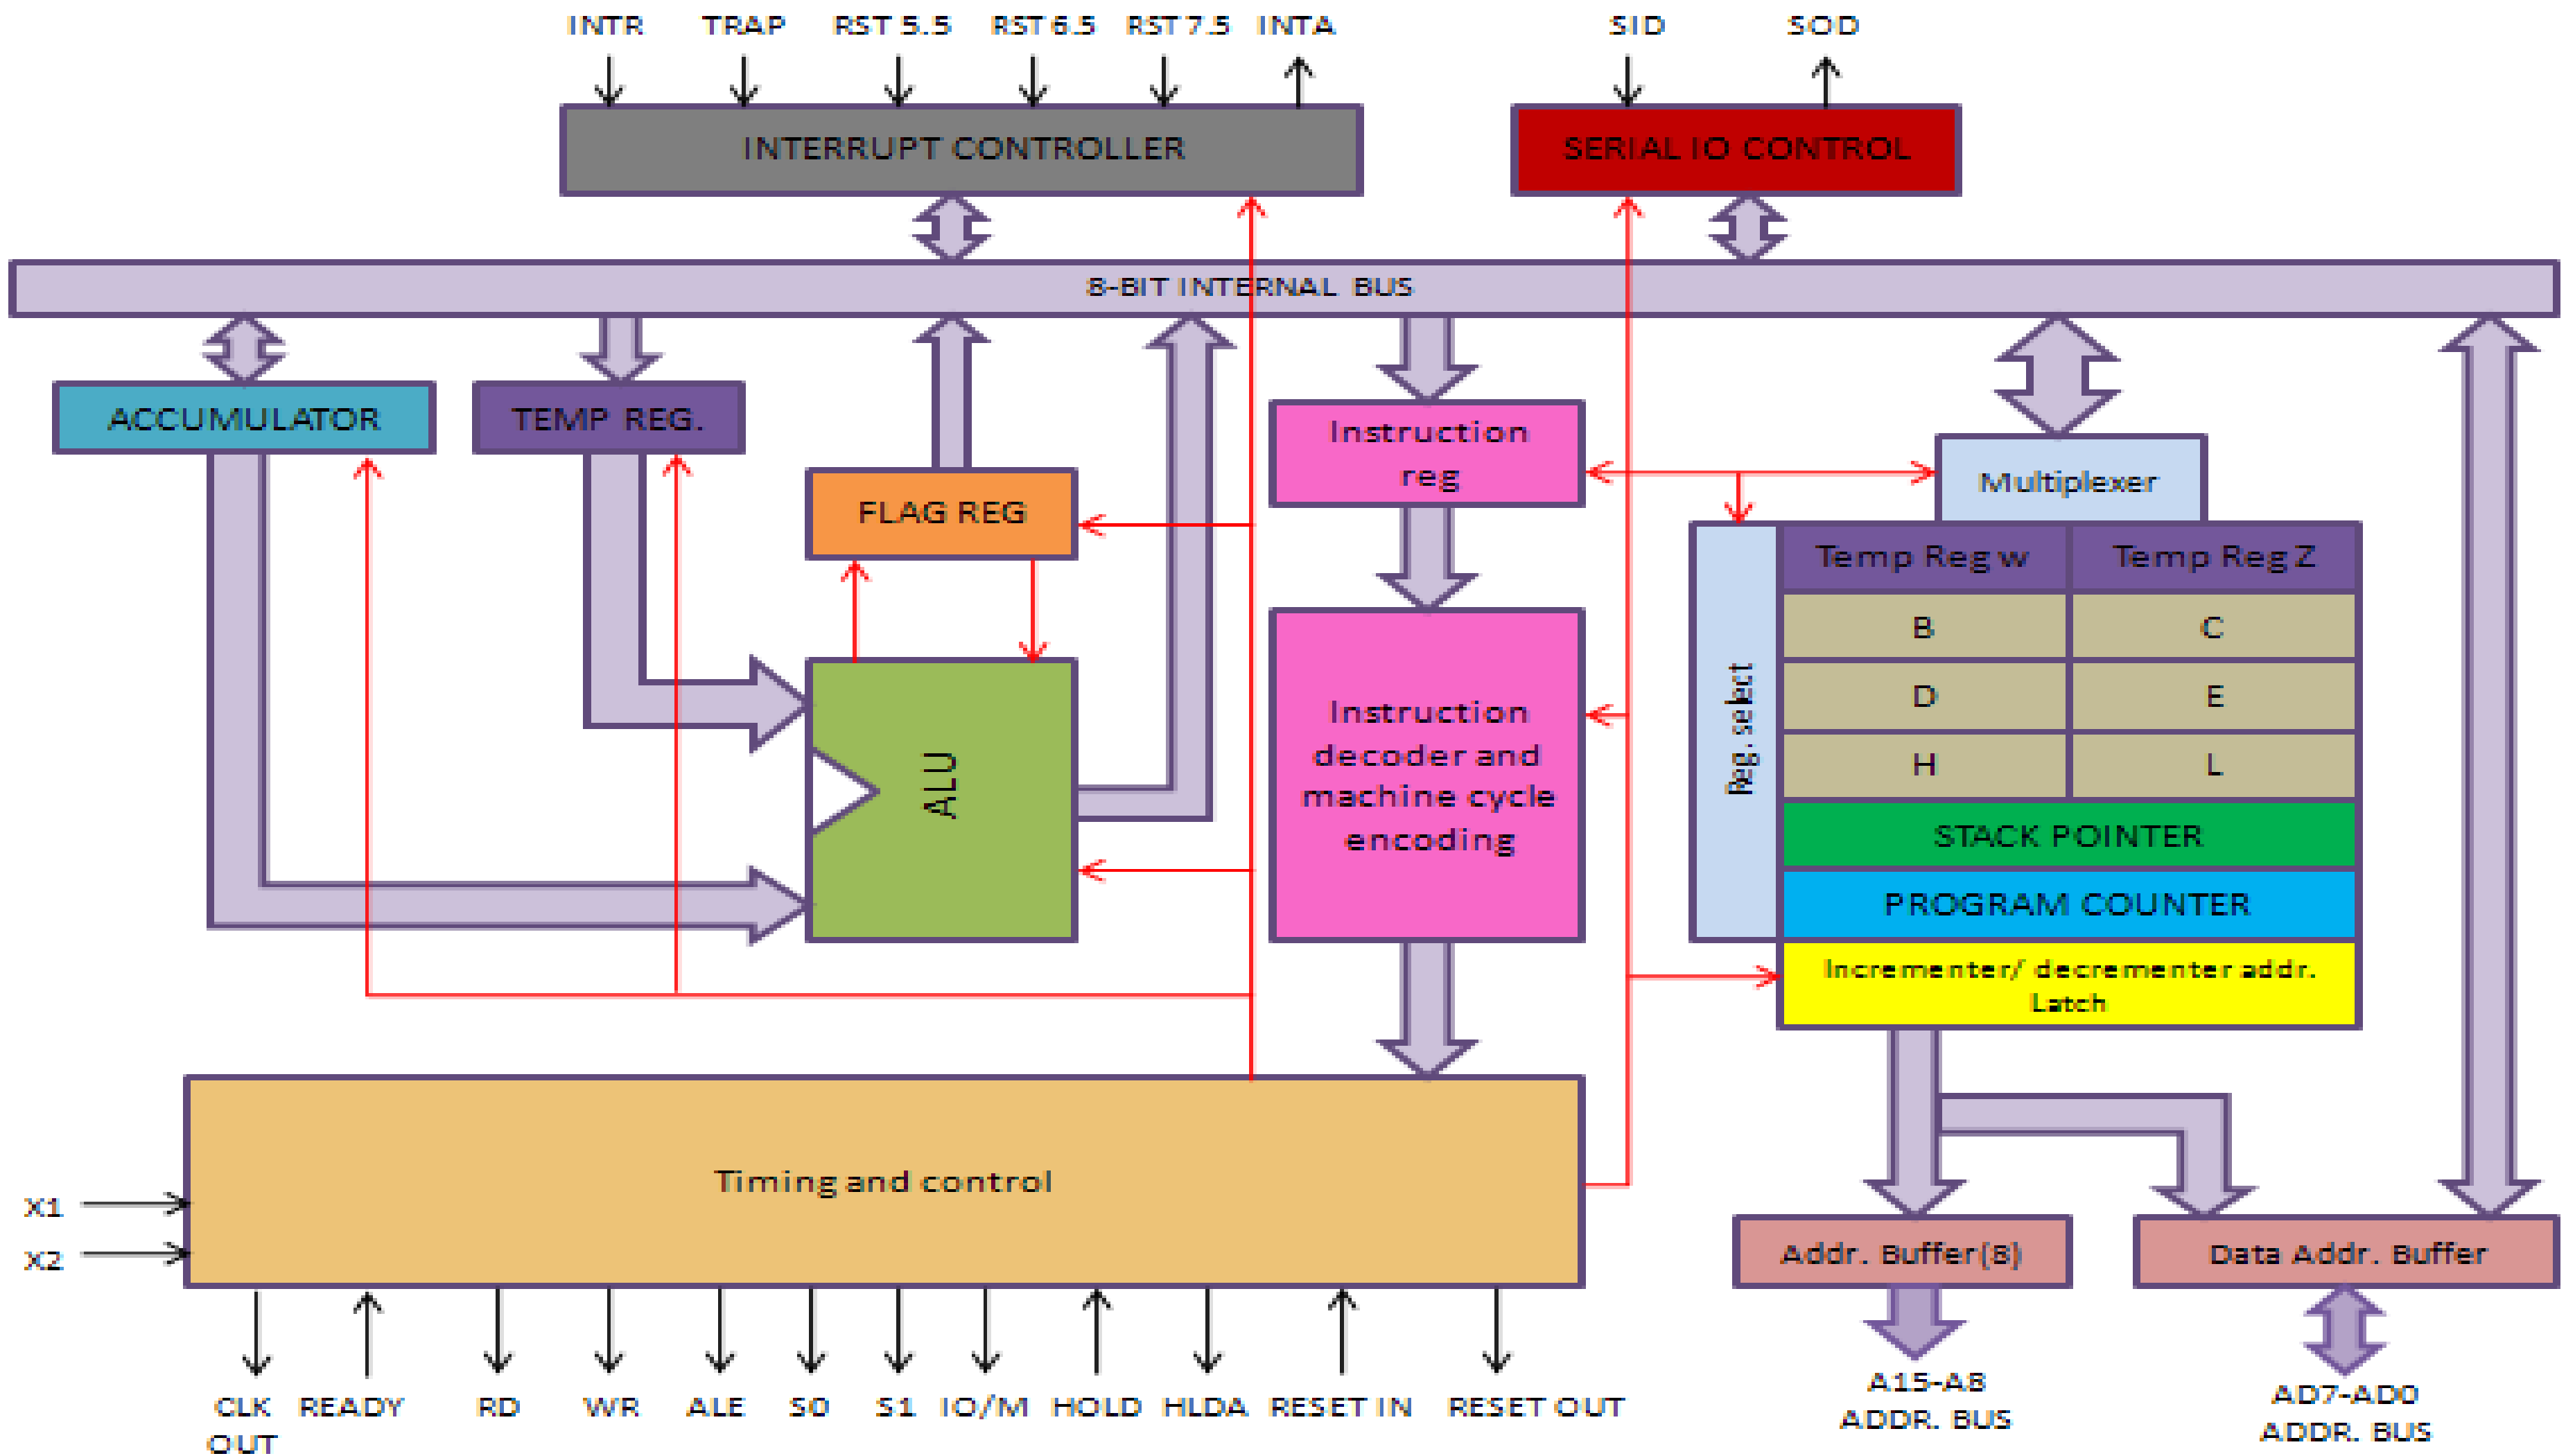 INTR TRAP RST 5.5 RST 6.5 RST 7.5 INTA SID SOD
INTERRUPT CONTROLLER
SERIAL IO CONTROL
8-BIT INTERNAL BUS
ACCUMULATOR
TEMP REG.
FLAG REG
ALU
Instruction
reg
Instruction
decoder and
machine cycle
encoding
Multiplexer
Reg. select
Temp Reg w
Temp Reg Z
B
C
D
E
H
L
STACK POINTER
PROGRAM COUNTER
Incrementer/ decrementer addr.
Latch
Timing and control
X1
X2
Addr. Buffer(8)
Data Addr. Buffer
CLK
OUT
READY
RD
WR
ALE
S0
S1
IO/M
HOLD
HLDA
RESET IN
RESET OUT
A15-A8
ADDR. BUS
AD7-AD0
ADDR. BUS